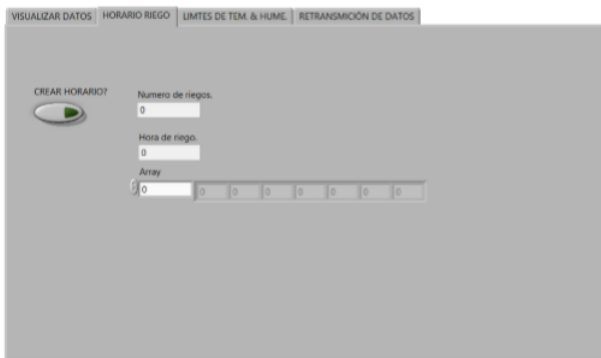 VISUALIZAR DATOS HORARIO RIEGO LIMTES DE TEM. & HUME. RETRANSMICIÓN DE DATOS
CREAR HORARIO?
Numero de riegos.
0
Hora de riego.
0
Array
0 0 0 0 0 0 0 0